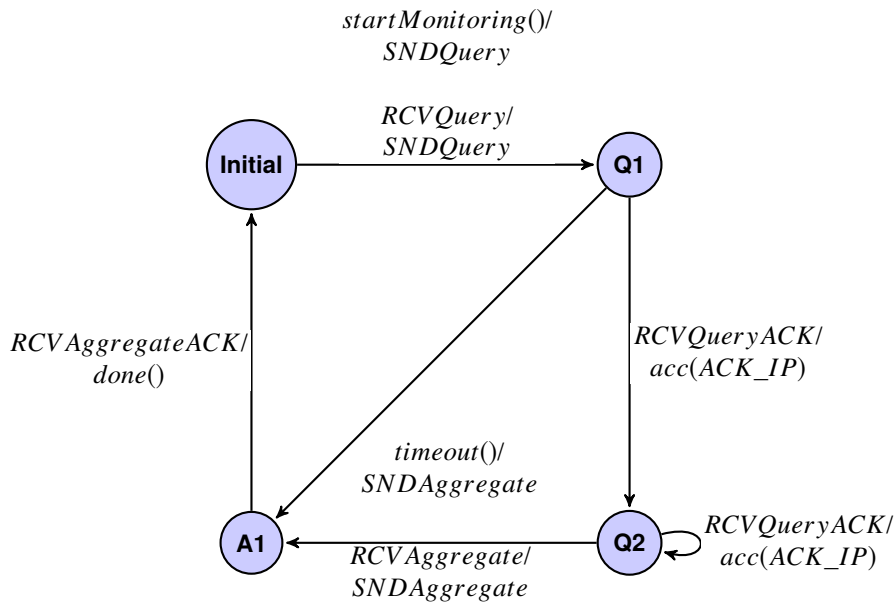 startMonitoring()/
SNDQuery
RCVQuery/
SNDQuery
Initial
Q1
RCVAggregateACK/
done()
RCVQueryACK/
acc(ACK_IP)
timeout()/
SNDAggregate
A1
Q2
RCVQueryACK/
acc(ACK_IP)
RCVAggregate/
SNDAggregate